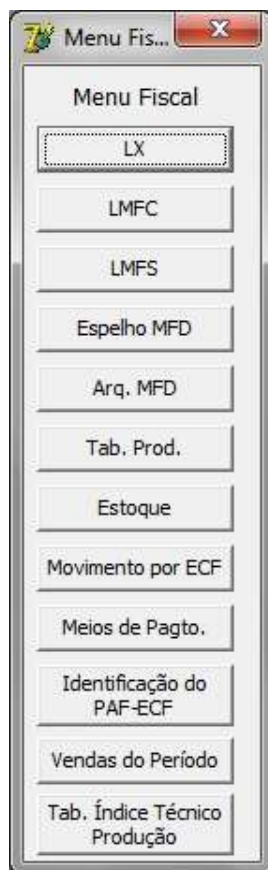 Menu Fis...
Menu Fiscal
LX
LMFC
LMFS
Espelho MFD
Arq. MFD
Tab. Prod.
Estoque
Movimento por ECF
Meios de Pagto.
Identificação do
PAF-ECF
Vendas do Período
Tab. Índice Técnico
Produção